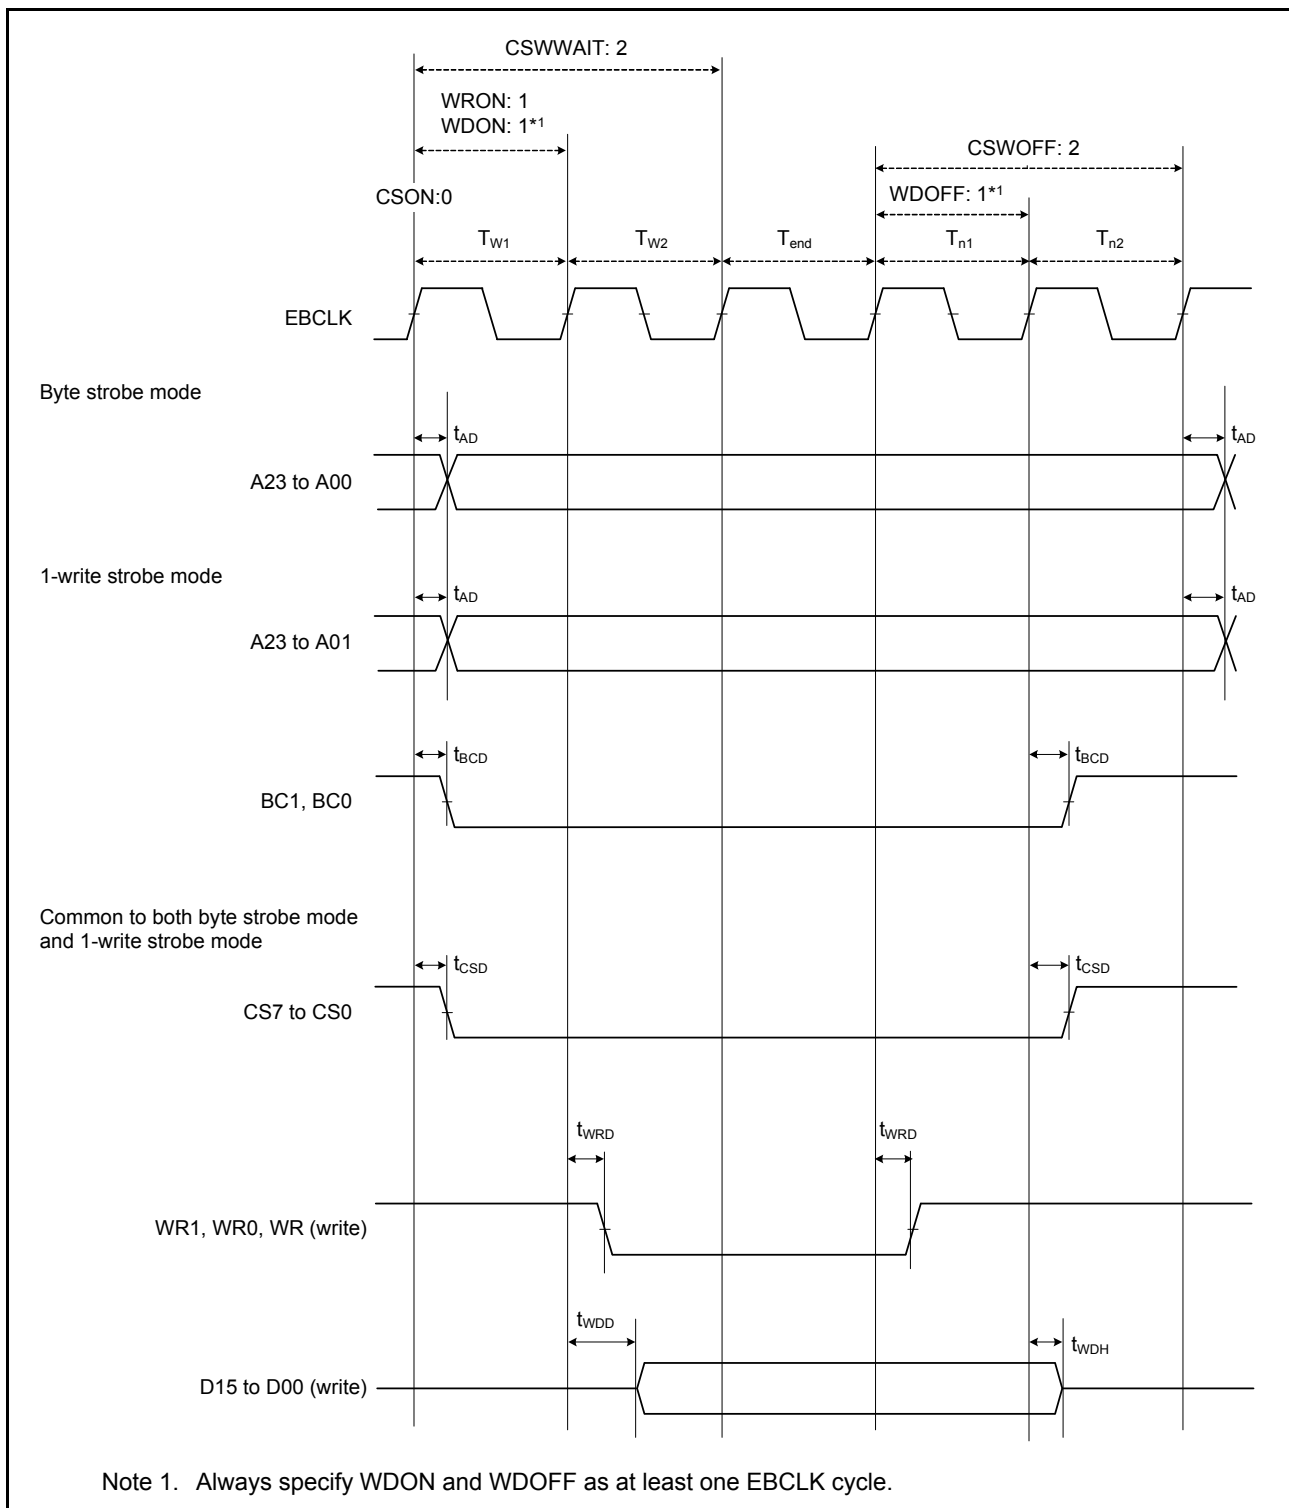 CSWWAIT: 2
WRON: 1
WDON: 1*1
CSWOFF: 2
CSON:0
WDOFF: 1*1
TW1 TW2 Tend Tn1 Tn2
EBCLK
Byte strobe mode
tAD tAD
A23 to A00
1-write strobe mode
tAD tAD
A23 to A01
tBCD tBCD
BC1, BC0
Common to both byte strobe mode
and 1-write strobe mode
tCSD tCSD
CS7 to CS0
tWRD tWRD
WR1, WR0, WR (write)
tWDD
tWDH
D15 to D00 (write)
Note 1. Always specify WDON and WDOFF as at least one EBCLK cycle.